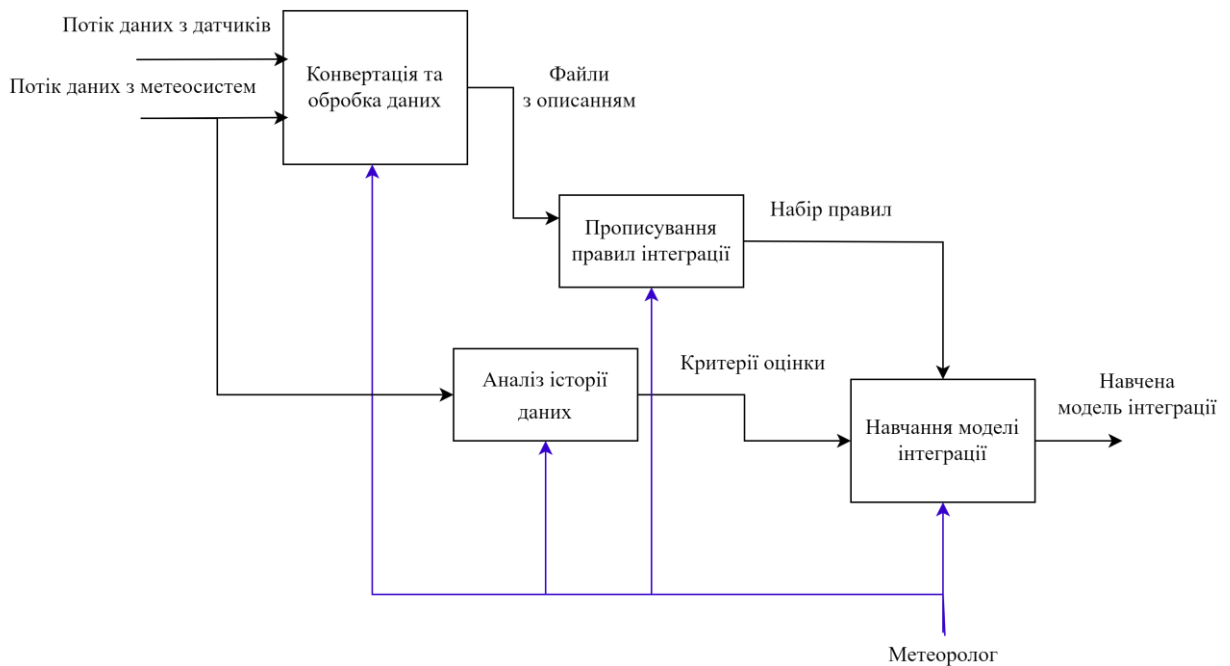 Потік даних з датчиків
Потік даних з метеосистем
Конвертація та
обробка даних
Файли
з описанням
Прописування
правил інтеграції
Набір правил
Аналіз історії
даних
Критерії оцінки
Навчання моделі
інтеграції
Навчена
модель інтеграції
Метеоролог